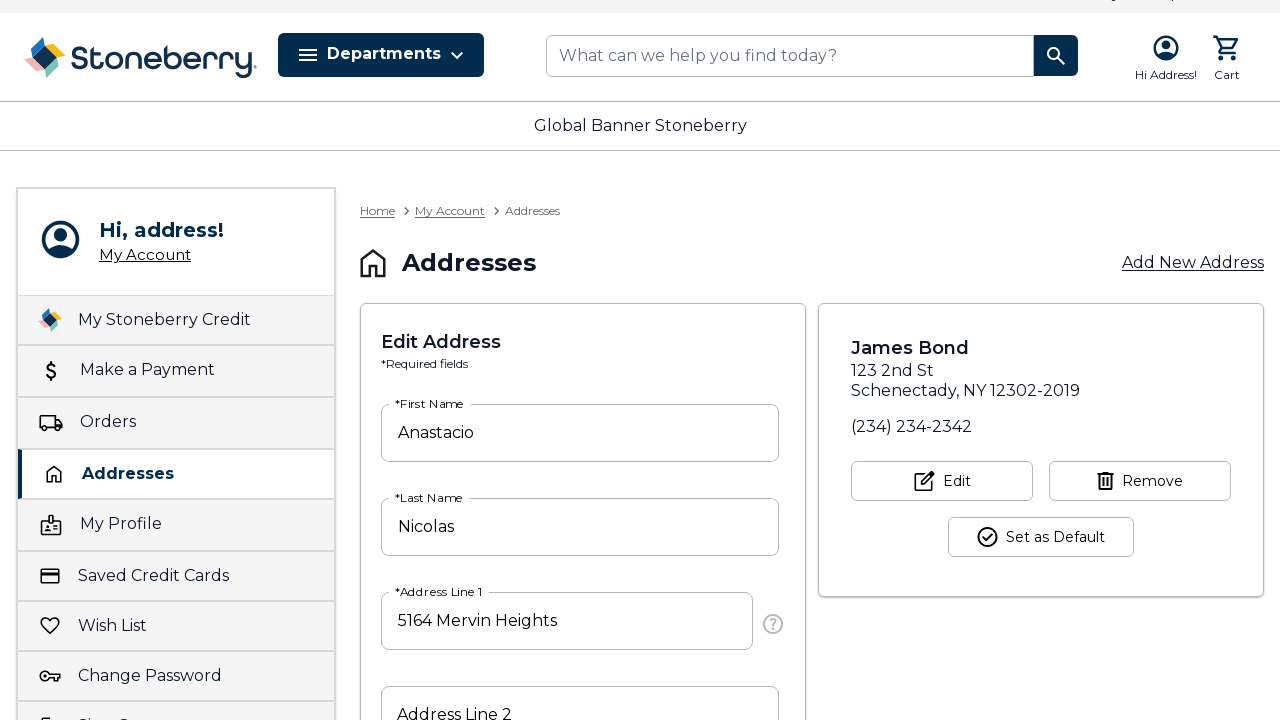 Stoneberry
Departments
What can we help you find today?
Hi Address!
Cart
Global Banner Stoneberry
Hi, address!
My Account
My Stoneberry Credit
Make a Payment
Orders
Addresses
My Profile
Saved Credit Cards
Wish List
Change Password
Home > My Account > Addresses
Addresses
Add New Address
Edit Address
*Required fields
*First Name
Anastacio
*Last Name
Nicolas
*Address Line 1
5164 Mervin Heights
Address Line 2
James Bond
123 2nd St
Schenectady, NY 12302-2019
(234) 234-2342
Edit
Remove
Set as Default